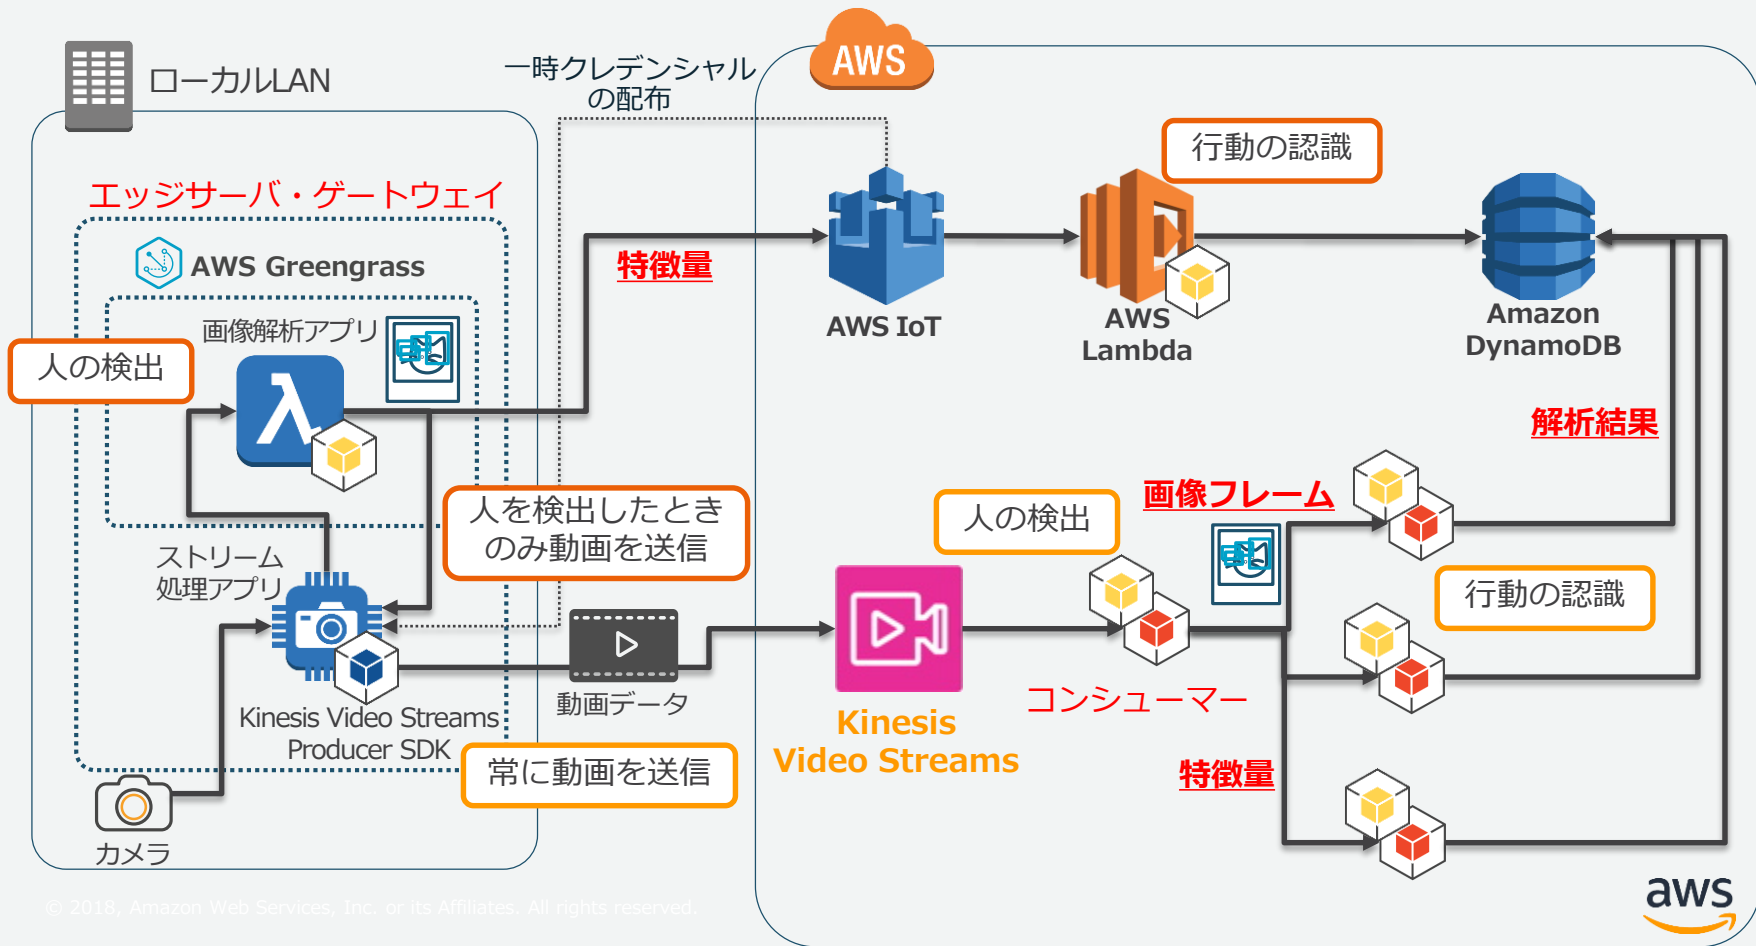 ローカルLAN
一時クレデンシャル
の配布
AWS
行動の認識
エッジサーバ・ゲートウェイ
AWS Greengrass
画像解析アプリ
人の検出
特徴量
AWS IoT
AWS
Lambda
Amazon
DynamoDB
解析結果
人を検出したとき
のみ動画を送信
人の検出
画像フレーム
ストリーム
処理アプリ
行動の認識
動画データ
コンシューマー
Kinesis Video Streams
Producer SDK
Kinesis
Video Streams
常に動画を送信
特徴量
カメラ
© 2018, Amazon Web Services, Inc. or its Affiliates. All rights reserved.
aws